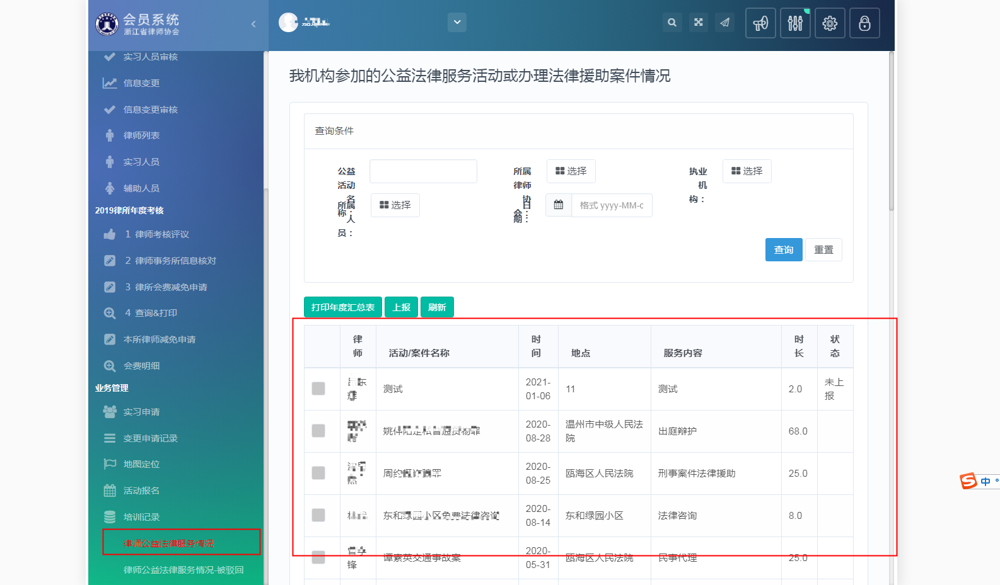 会员系统
浙江省律师协会
实习人员审核
信息变更
信息变更审核
律师列表
实习人员
辅助人员
2019律所年度考核
1 律师考核评议
2 律师事务所信息核对
3 律所会费减免申请
4 查询&打印
本所律师减免申请
会费明细
业务管理
实习申请
变更申请记录
地图定位
活动报名
培训记录
律师公益法律服务情况
律师公益法律服务情况-被驳回
我机构参加的公益法律服务活动或办理法律援助案件情况
查询条件
公益活动名称：
所属律师协会：
选择
执业机构：
选择
所属人员：
选择
日期：
格式 yyyy-MM-d
查询 重置
打印年度汇总表 上报 刷新
律师 活动/案件名称 时间 地点 服务内容 时长 状态
测试 2021-01-06 11 测试 2.0 未上报
2020-08-28 温州市中级人民法院 出庭辩护 68.0
2020-08-25 瓯海区人民法院 刑事案件法律援助 25.0
东和绿园小区免费法律咨询 2020-08-14 东和绿园小区 法律咨询 8.0
锋 谭素英交通事故案 2020-05-31 瓯海区人民法院 民事代理 25.0
中